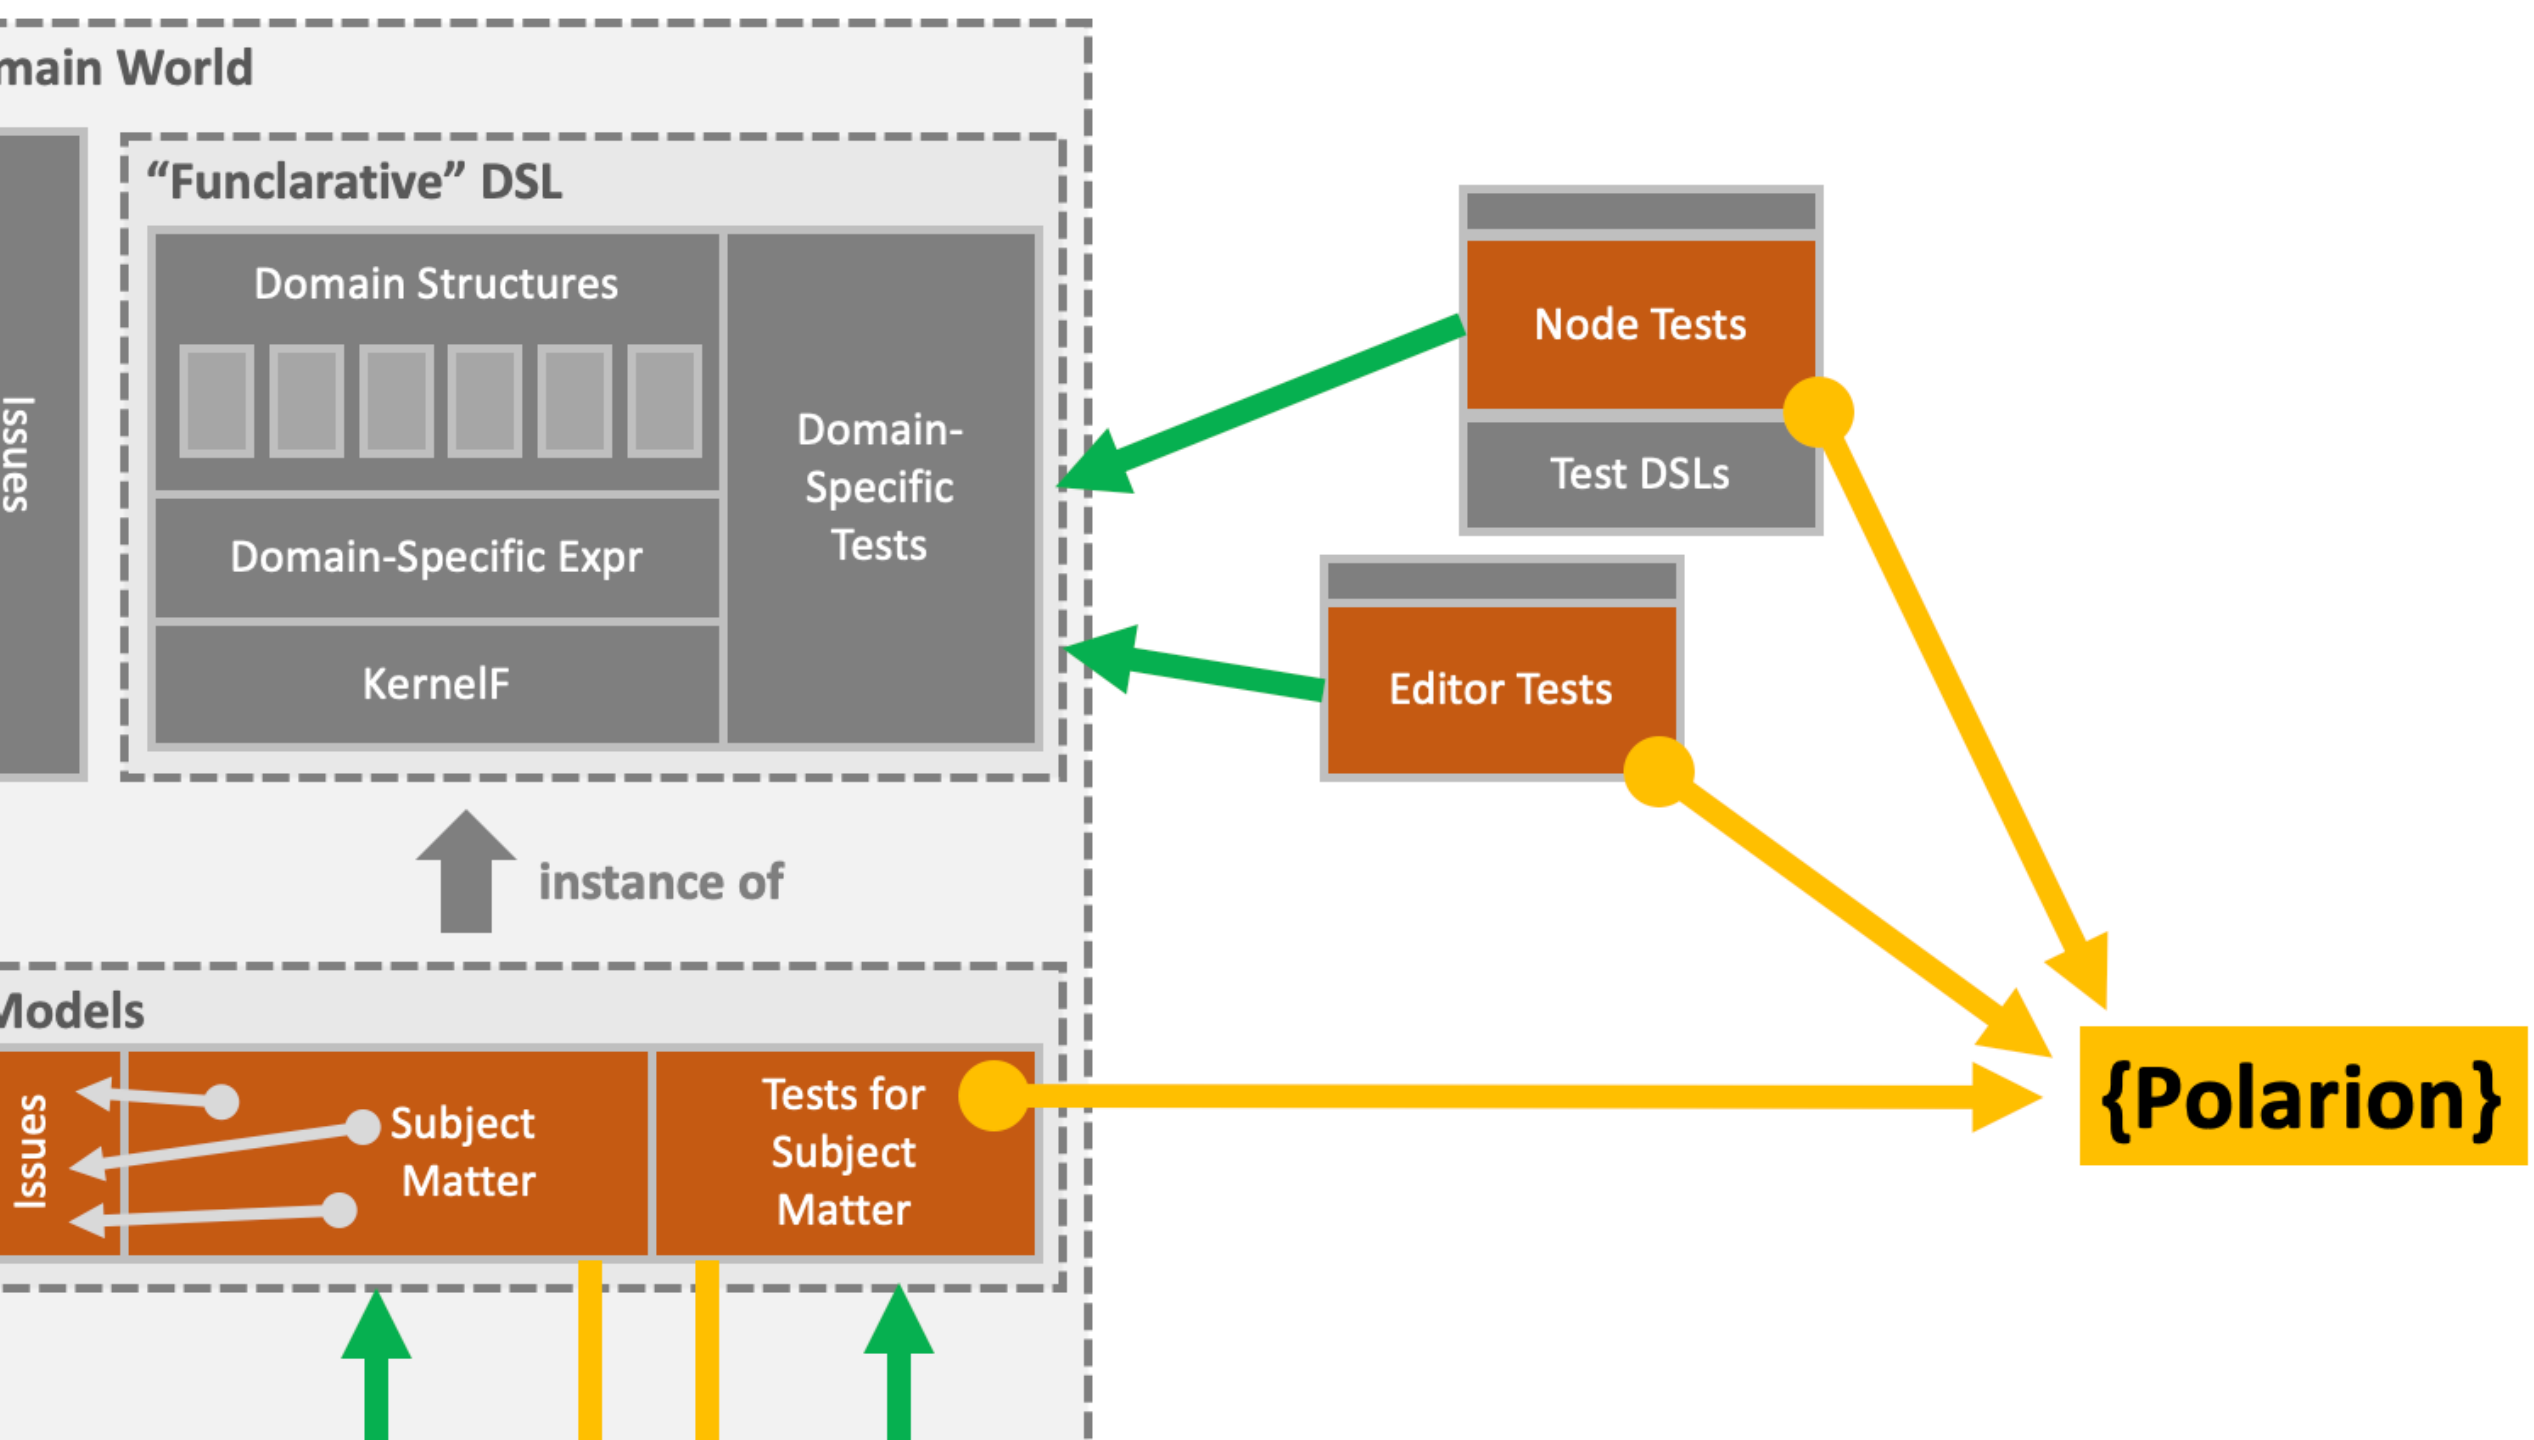 main World
"Funclarative" DSL
Issues
Domain Structures
Domain-
Specific
Tests
Domain-Specific Expr
KernelF
Node Tests
Test DSLs
Editor Tests
instance of
Models
Issues
Subject
Matter
Tests for
Subject
Matter
{Polarion}